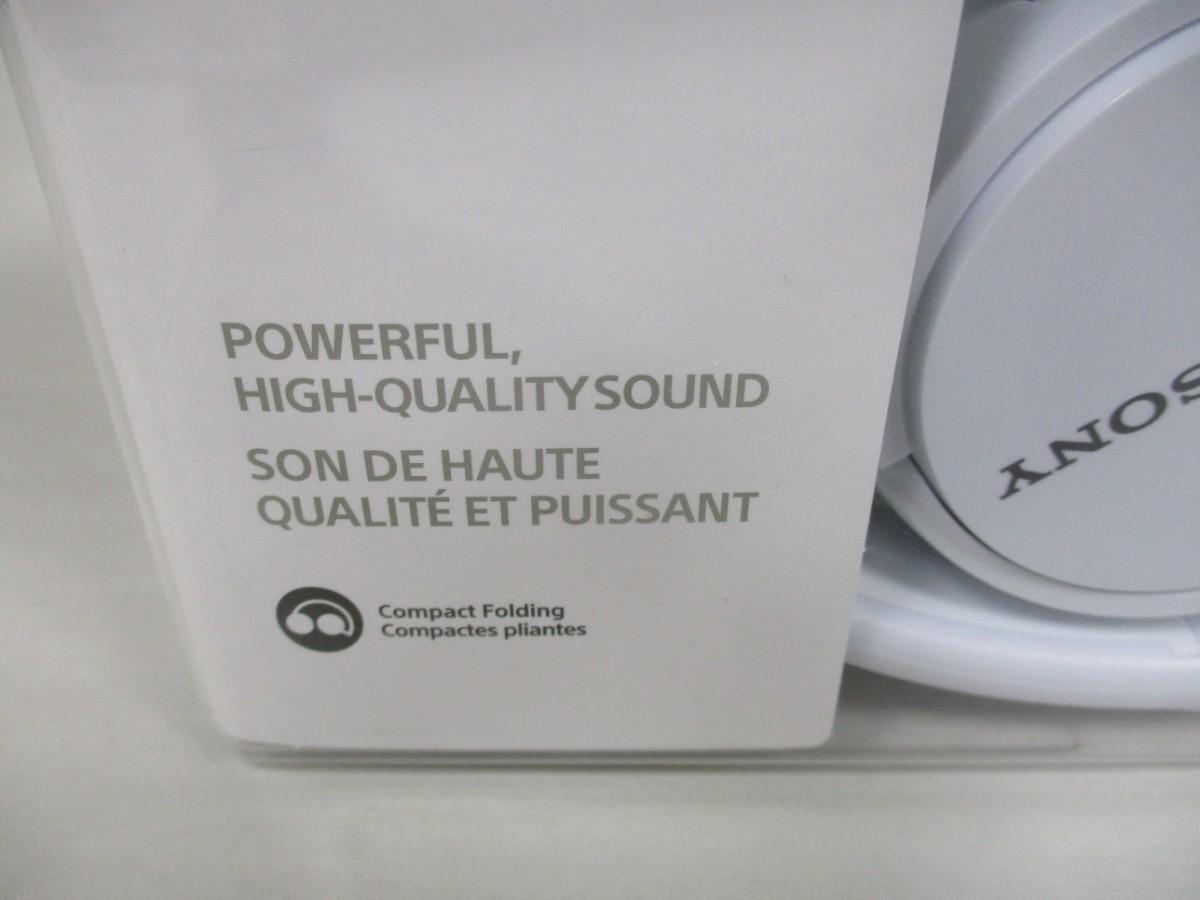 POWERFUL,
HIGH-QUALITY SOUND
SON DE HAUTE
QUALITÉ ET PUISSANT
Compact Folding
Compactes pliantes
SONY